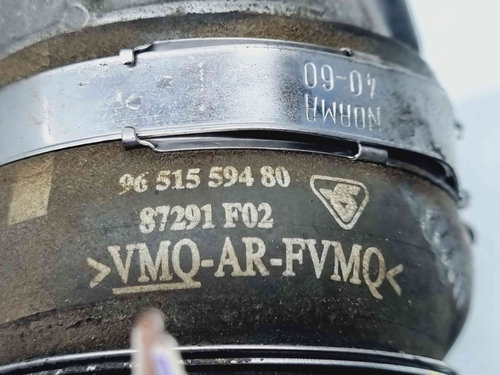 NORMA
40-60
96 515 594 80
87291 F02
>VMQ-AR-FVMQ<